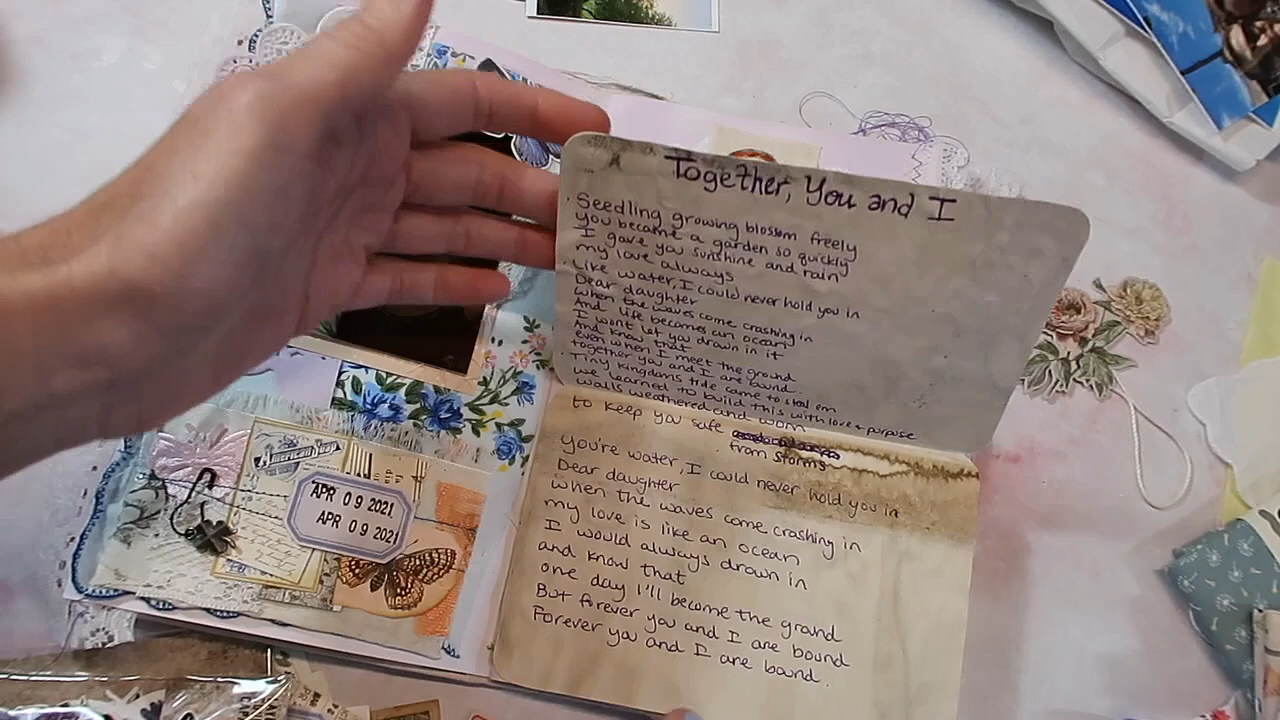 Together, You and I
Seedling growing blossom freely
you became a garden so quickly
I gave you sunshine and rain
my love always
Like water, I could never hold you in
Dear daughter
when the waves come crashing in
And life becomes an ocean
I wont let you drown in it
And know that
even when I meet the ground
together you and I are bound
Tiny kingdoms tide came to steal em
we learned to build this with love + purpose
walls weathered and worn
to keep you safe
from storms
You're water, I could never hold you in
Dear daughter
when the waves come crashing in
my love is like an ocean
I would always drown in
and know that
one day I'll become the grand
But forever you and I are bound
Forever you and I are bound.
American
APR 09 2021
APR 09 2021